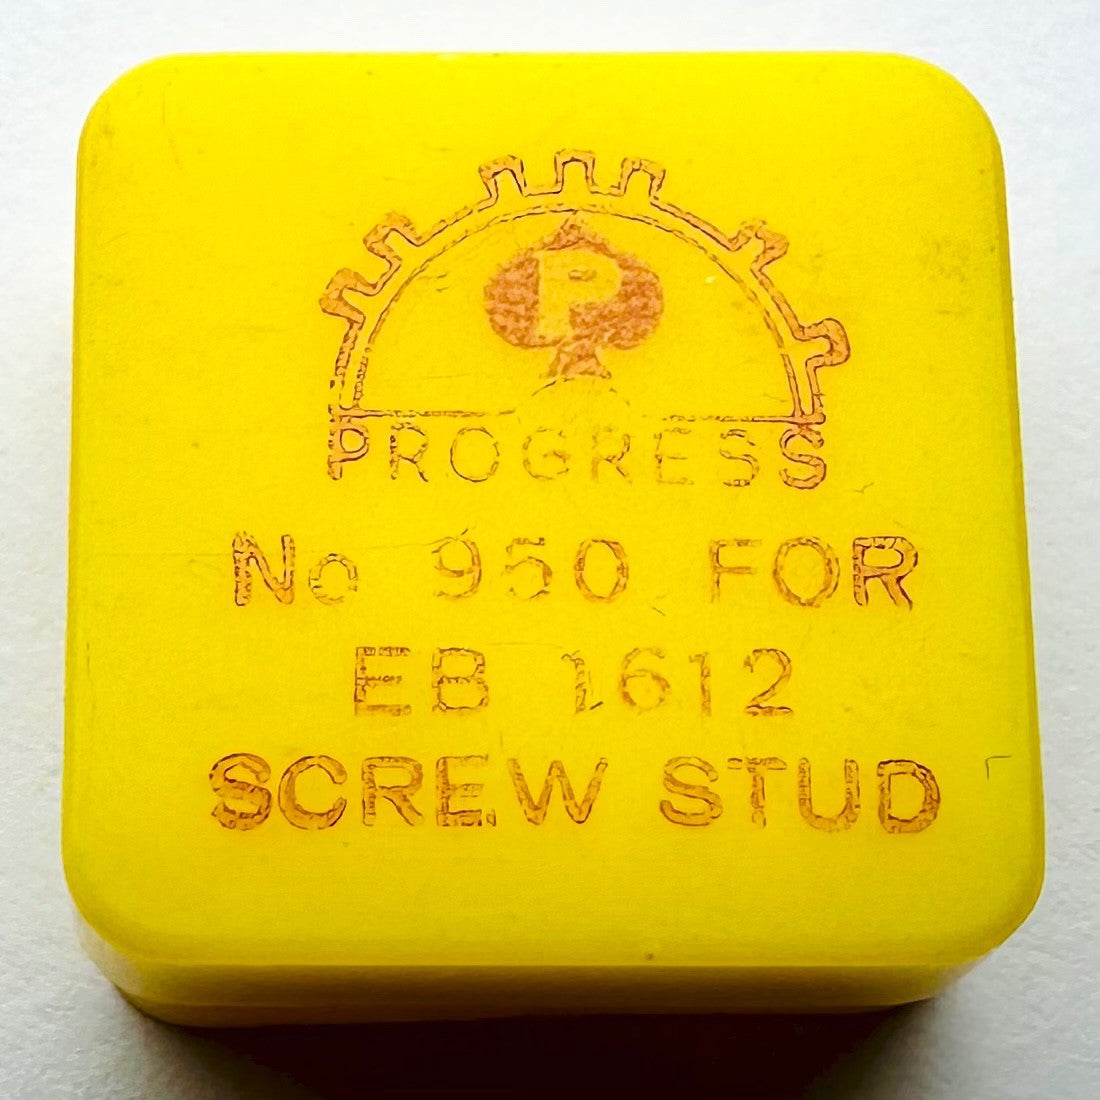 P
PROGRESS
No 950 FOR
EB 1612
SCREW STUD